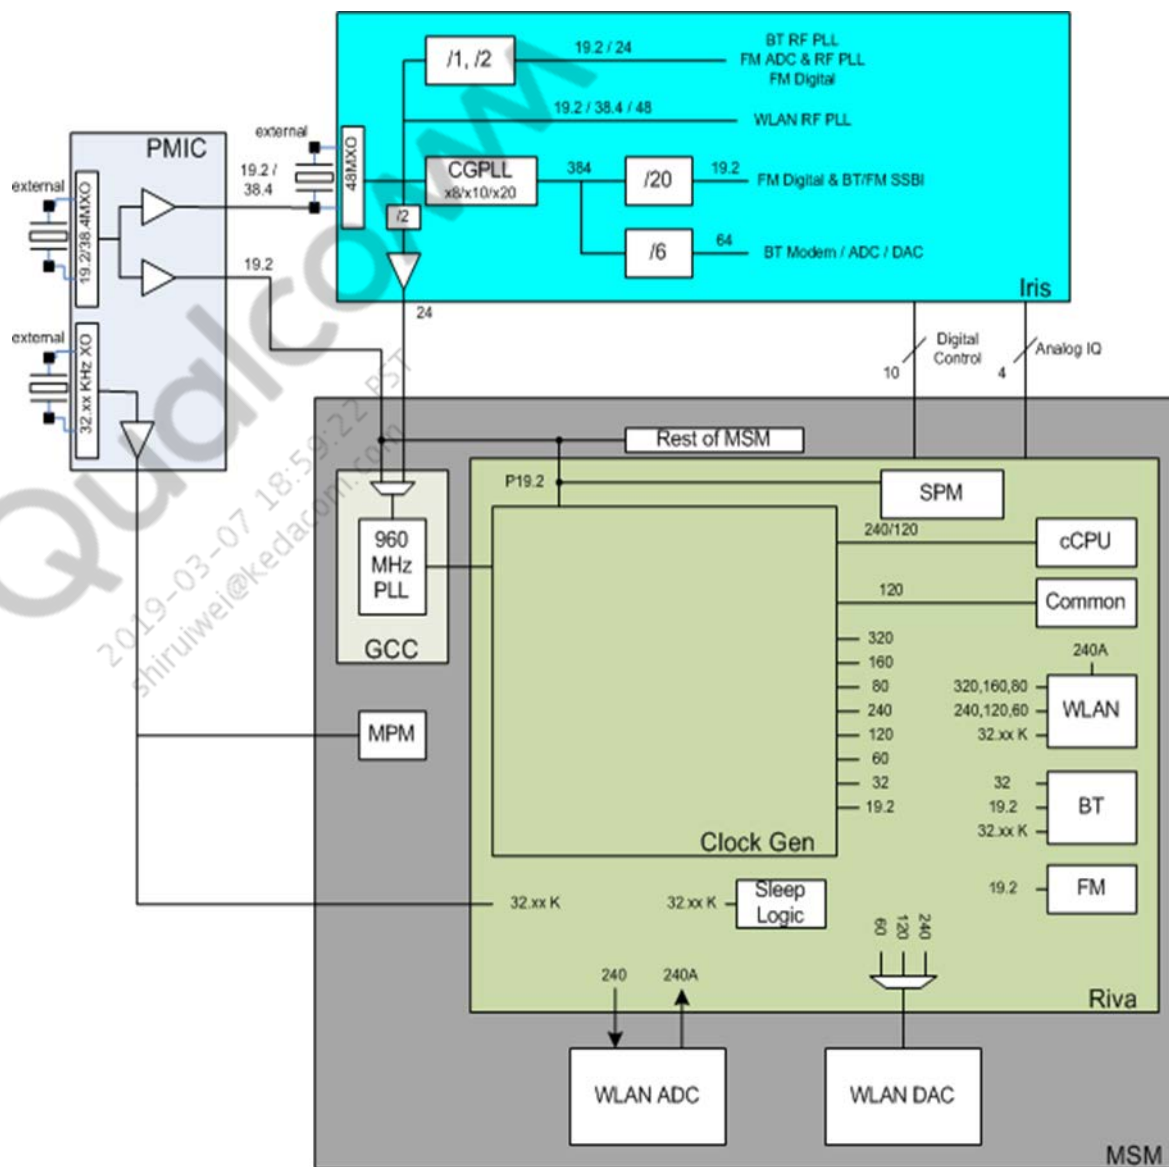 /1, /2
19.2 / 24
BT RF PLL
FM ADC & RF PLL
FM Digital
19.2 / 38.4 / 48
WLAN RF PLL
external
48MXO
CGPLL
x8/x10/x20
384
/20
19.2
FM Digital & BT/FM SSBI
/2
/6
64
BT Modem / ADC / DAC
Iris
24
PMIC
external
19.2/38.4MXO
19.2 /
38.4
19.2
external
32.xx KHz XO
10
Digital
Control
4
Analog IQ
Qualcomm
2019-03-07 18:59:22 PST
shiruiwei@kedacom.com
Rest of MSM
P19.2
SPM
960
MHz
PLL
GCC
240/120
cCPU
120
Common
320
160
80
240
120
60
32
19.2
Clock Gen
240A
320,160,80
240,120,60
32.xx K
WLAN
32
19.2
32.xx K
BT
19.2
FM
MPM
32.xx K
32.xx K
Sleep
Logic
60
120
240
Riva
240
240A
WLAN ADC
WLAN DAC
MSM